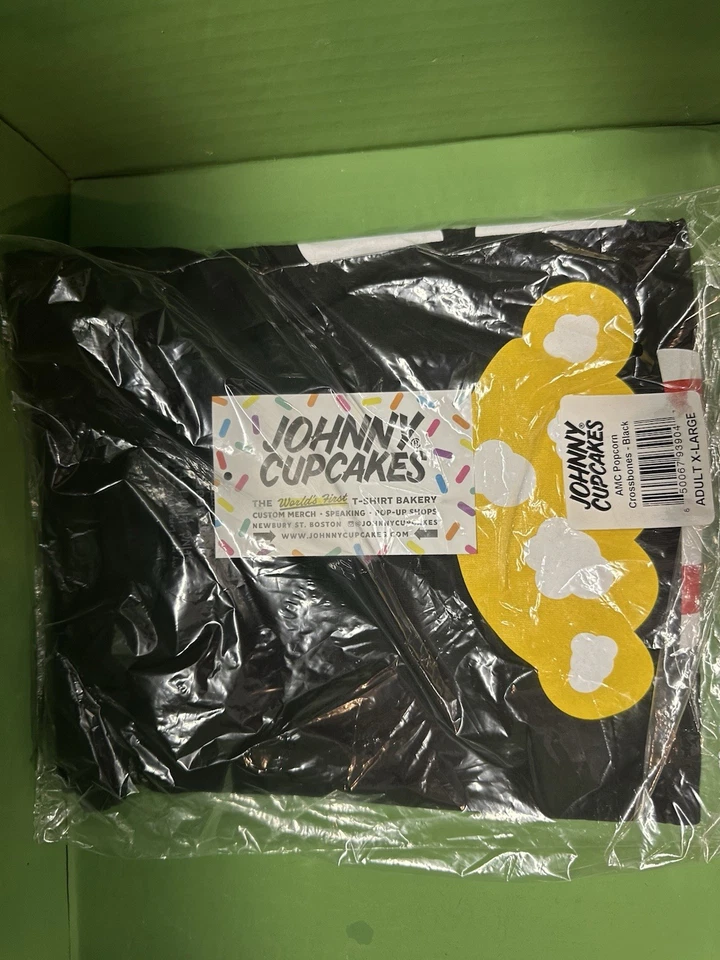 JOHNNY®
CUPCAKES
THE World's First T-SHIRT BAKERY
CUSTOM MERCH - SPEAKING - POP-UP SHOPS
NEWBURY ST. BOSTON @JOHNNYCUPCAKES
WWW.JOHNNYCUPCAKES.COM
JOHNNY®
CUPCAKES
AMC Popcorn
Crossbones - Black
ADULT X-LARGE